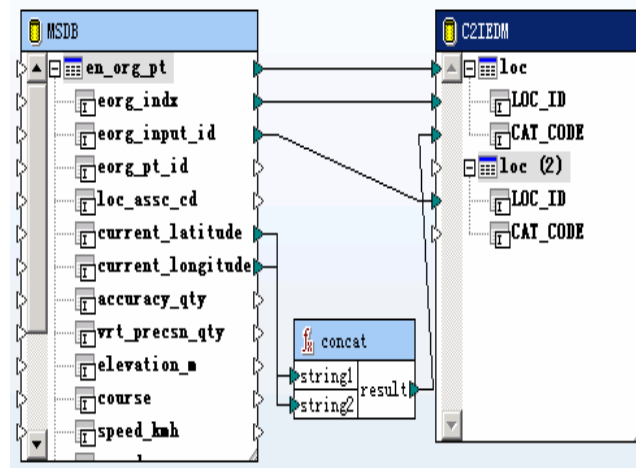 MSDB
en_org_pt
eorg_indx
eorg_input_id
eorg_pt_id
loc_assc_cd
current_latitude
current_longitude
accuracy_qty
vrt_precsn_qty
elevation_m
course
speed_kmh
C2IEDM
loc
LOC_ID
CAT_CODE
loc (2)
LOC_ID
CAT_CODE
fx concat
string1
string2
result